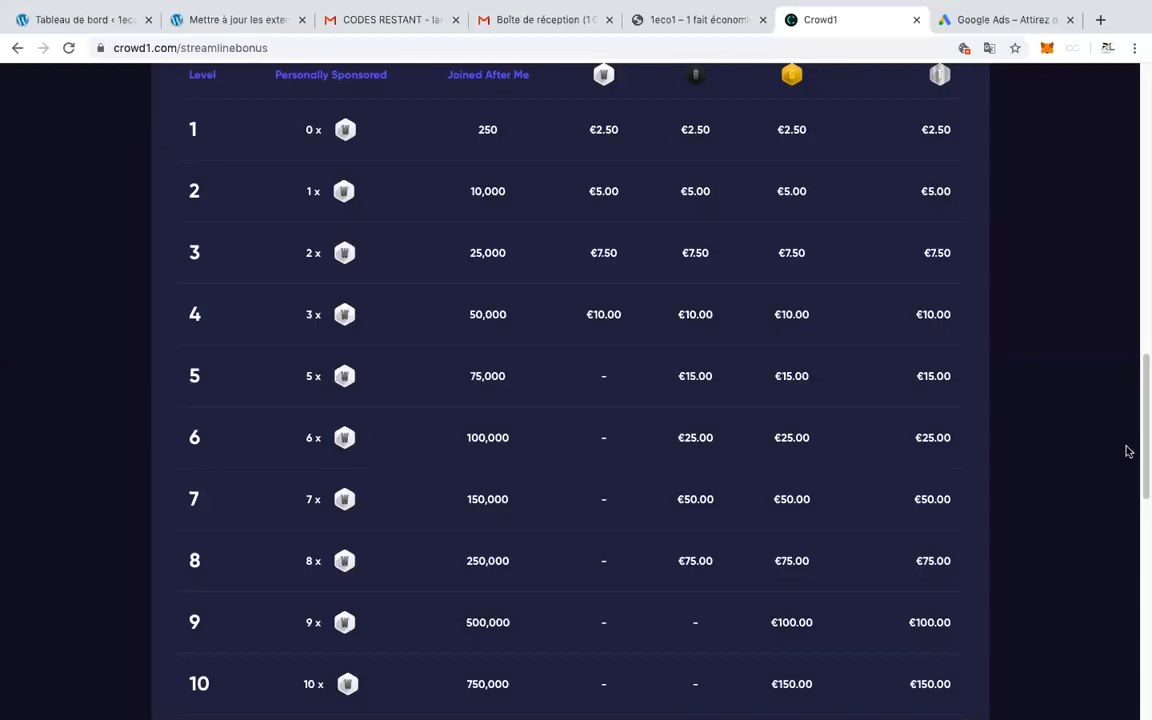 Tableau de bord ‹ 1ecc
Mettre à jour les exten
CODES RESTANT - lan
Boîte de réception (1 0
1eco1 – 1 fait économi
Crowd1
Google Ads – Attirez d
crowd1.com/streamlinebonus
Level Personally Sponsored Joined After Me W B G T
1 0 x W 250 €2.50 €2.50 €2.50 €2.50
2 1 x W 10,000 €5.00 €5.00 €5.00 €5.00
3 2 x W 25,000 €7.50 €7.50 €7.50 €7.50
4 3 x W 50,000 €10.00 €10.00 €10.00 €10.00
5 5 x W 75,000 - €15.00 €15.00 €15.00
6 6 x W 100,000 - €25.00 €25.00 €25.00
7 7 x W 150,000 - €50.00 €50.00 €50.00
8 8 x W 250,000 - €75.00 €75.00 €75.00
9 9 x W 500,000 - - €100.00 €100.00
10 10 x W 750,000 - - €150.00 €150.00